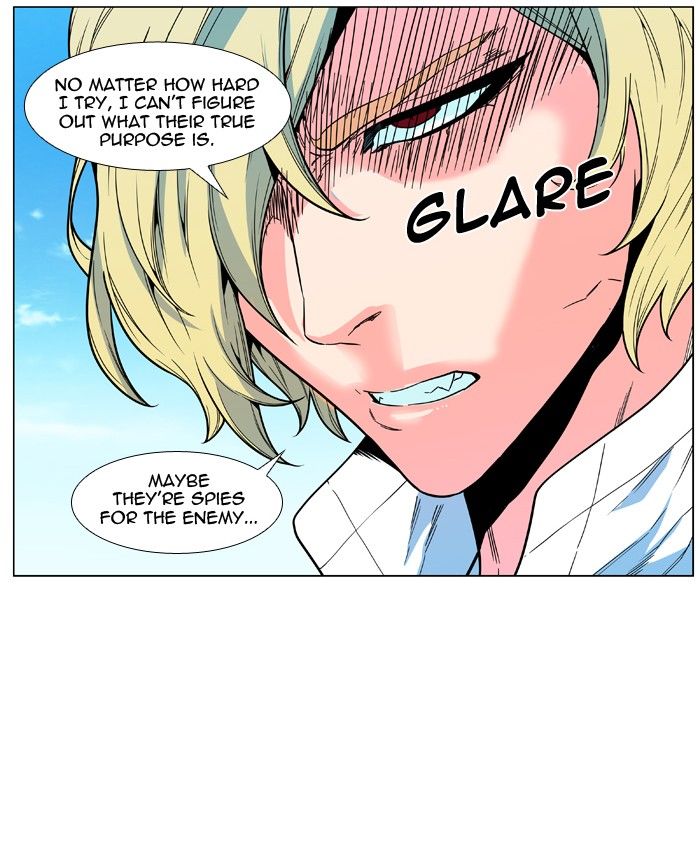 NO MATTER HOW HARD
I TRY, I CAN'T FIGURE
OUT WHAT THEIR TRUE
PURPOSE IS.
GLARE
MAYBE
THEY'RE SPIES
FOR THE ENEMY...